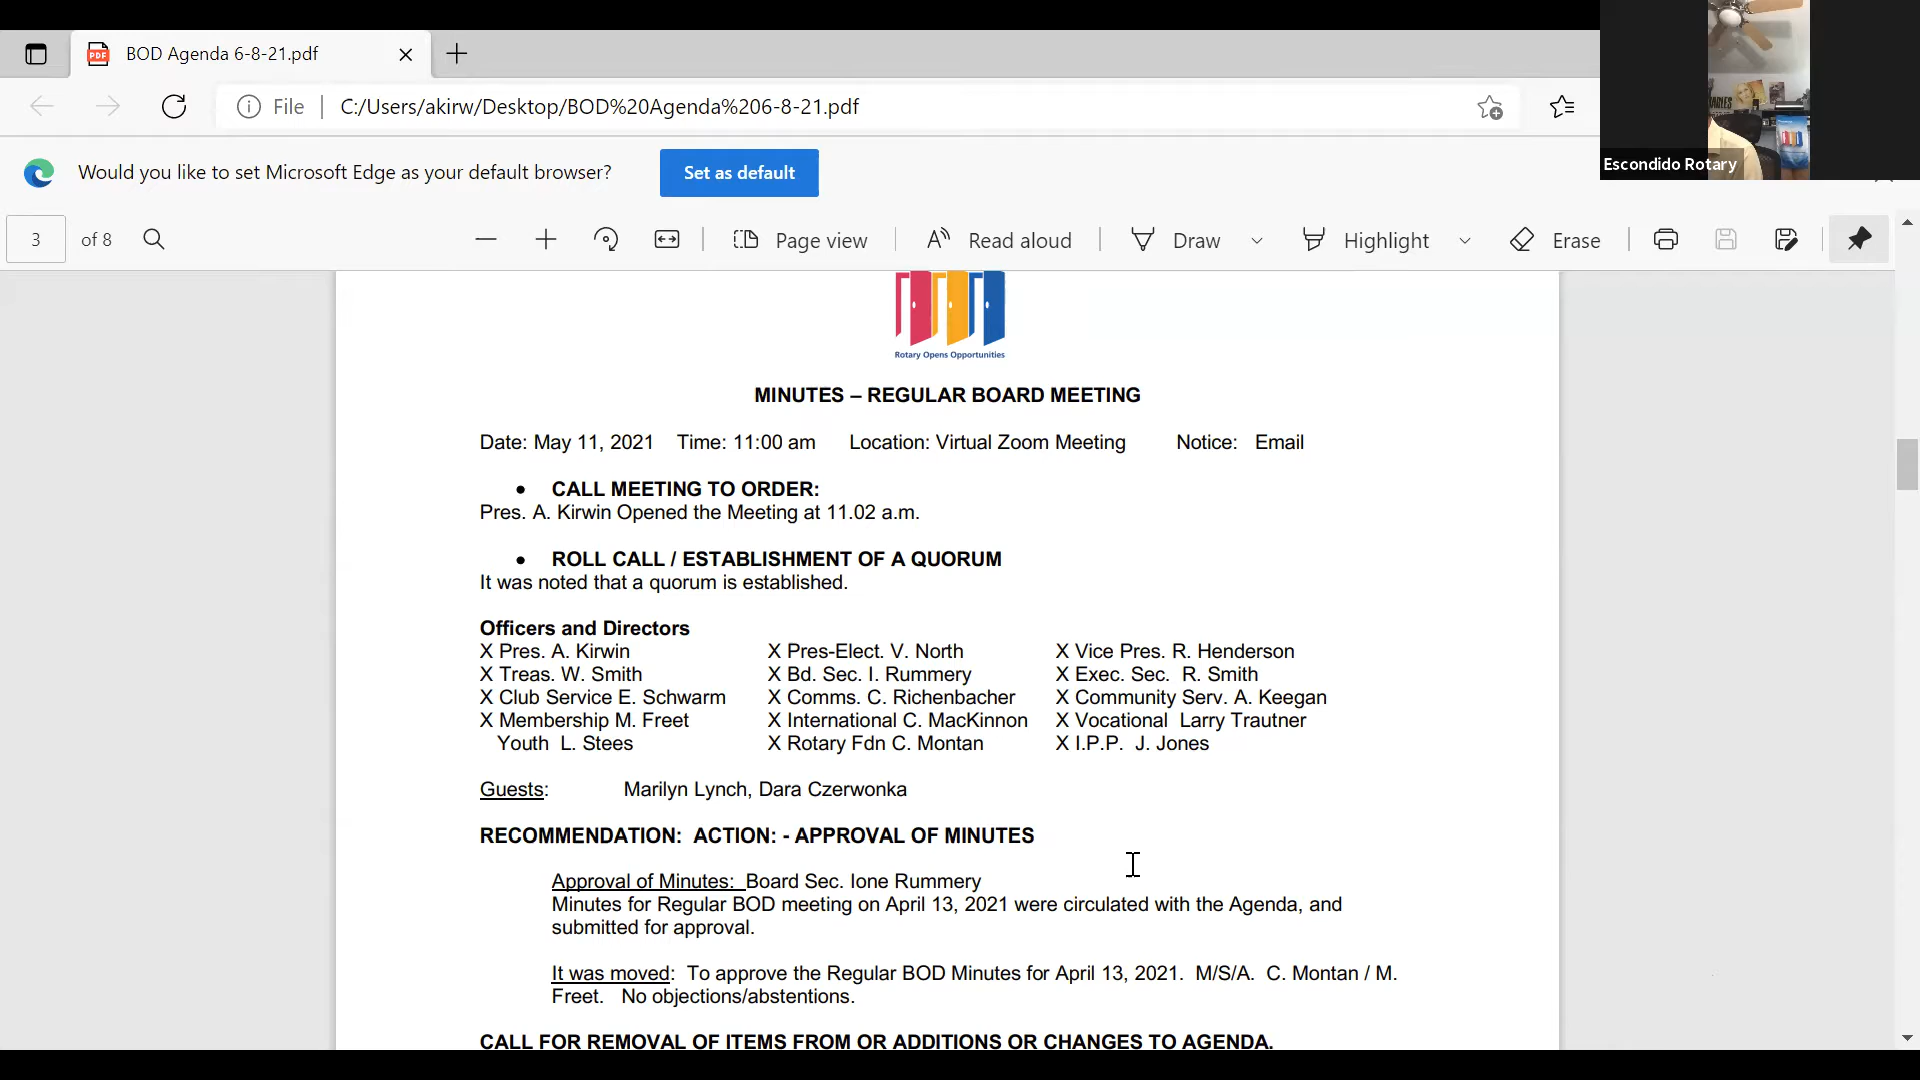 BOD Agenda 6-8-21.pdf
File
C:/Users/akirw/Desktop/BOD%20Agenda%206-8-21.pdf
Would you like to set Microsoft Edge as your default browser?
Set as default
Escondido Rotary
3 of 8
Page view
Read aloud
Draw
Highlight
Erase
Rotary Opens Opportunities
MINUTES – REGULAR BOARD MEETING
Date: May 11, 2021 Time: 11:00 am Location: Virtual Zoom Meeting Notice: Email
• CALL MEETING TO ORDER:
Pres. A. Kirwin Opened the Meeting at 11.02 a.m.
• ROLL CALL / ESTABLISHMENT OF A QUORUM
It was noted that a quorum is established.
Officers and Directors
X Pres. A. Kirwin X Pres-Elect. V. North X Vice Pres. R. Henderson
X Treas. W. Smith X Bd. Sec. I. Rummery X Exec. Sec. R. Smith
X Club Service E. Schwarm X Comms. C. Richenbacher X Community Serv. A. Keegan
X Membership M. Freet X International C. MacKinnon X Vocational Larry Trautner
Youth L. Stees X Rotary Fdn C. Montan X I.P.P. J. Jones
Guests: Marilyn Lynch, Dara Czerwonka
RECOMMENDATION: ACTION: - APPROVAL OF MINUTES
Approval of Minutes: Board Sec. Ione Rummery
Minutes for Regular BOD meeting on April 13, 2021 were circulated with the Agenda, and
submitted for approval.
It was moved: To approve the Regular BOD Minutes for April 13, 2021. M/S/A. C. Montan / M.
Freet. No objections/abstentions.
CALL FOR REMOVAL OF ITEMS FROM OR ADDITIONS OR CHANGES TO AGENDA.